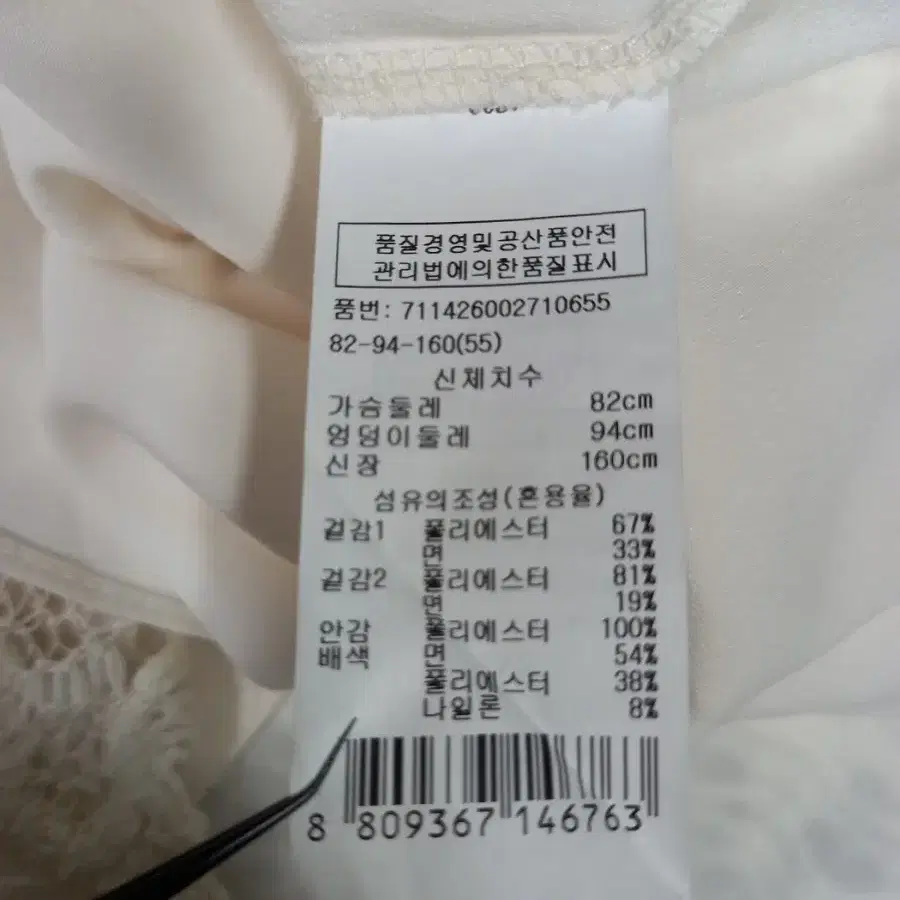 품질경영및공산품안전
관리법에의한품질표시
품번: 711426002710655
82-94-160(55)
신체치수
가슴둘레 82cm
엉덩이둘레 94cm
신장 160cm
섬유의조성(혼용율)
겉감1 폴리에스터 67%
면 33%
겉감2 폴리에스터 81%
면 19%
안감 폴리에스터 100%
배색 면 54%
폴리에스터 38%
나일론 8%
8 809367 146763